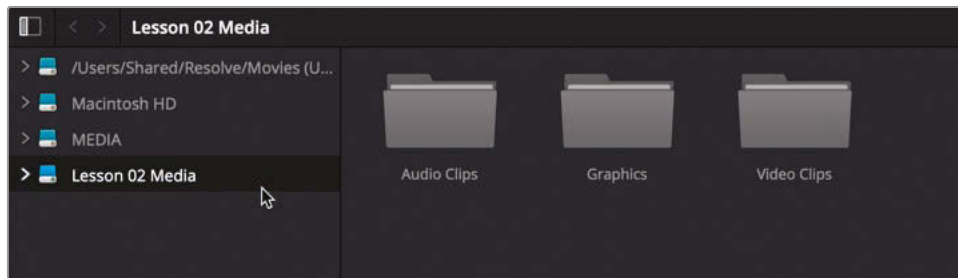 Lesson 02 Media
/Users/Shared/Resolve/Movies (U...
Macintosh HD
MEDIA
Lesson 02 Media
Audio Clips
Graphics
Video Clips